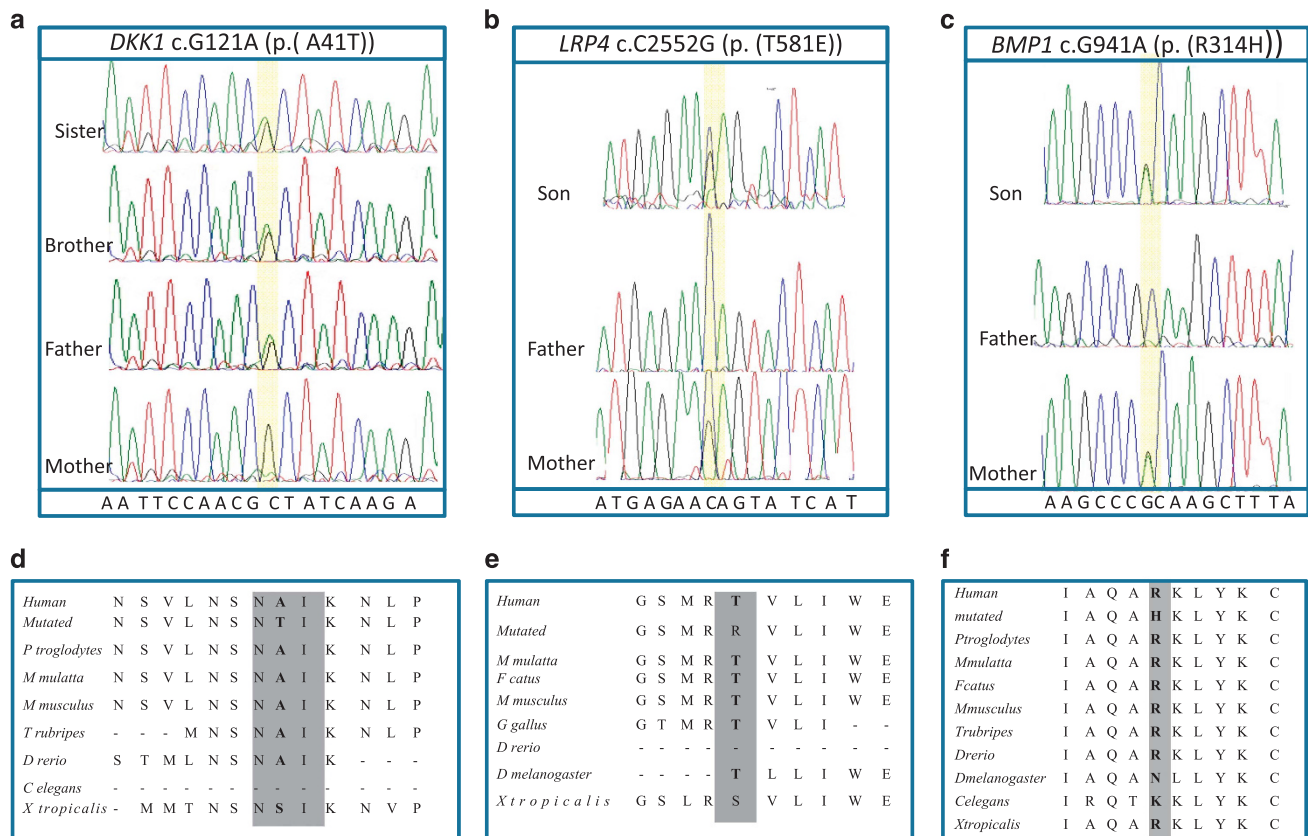 a
DKK1 c.G121A (p.( A41T))
Sister
Brother
Father
Mother
A A T T C C A A C G C T A T C A A G A
b
LRP4 c.C2552G (p. (T581E))
Son
Father
Mother
A T G A G A A C A G T A T C A T
c
BMP1 c.G941A (p. (R314H))
Son
Father
Mother
A A G C C C G C A A G C T T T A
d
Human N S V L N S N A I K N L P
Mutated N S V L N S N T I K N L P
P troglodytes N S V L N S N A I K N L P
M mulatta N S V L N S N A I K N L P
M musculus N S V L N S N A I K N L P
T rubripes - - - M N S N A I K N L P
D rerio S T M L N S N A I K - - -
C elegans - - - - - - - - - - - - -
X tropicalis - M M T N S N S I K N V P
e
Human G S M R T V L I W E
Mutated G S M R R V L I W E
M mulatta G S M R T V L I W E
F catus G S M R T V L I W E
M musculus G S M R T V L I W E
G gallus G T M R T V L I - -
D rerio - - - - - - - - - -
D melanogaster - - - - T L L I W E
X tropicalis G S L R S V L I W E
f
Human I A Q A R K L Y K C
mutated I A Q A H K L Y K C
Ptroglodytes I A Q A R K L Y K C
Mmulatta I A Q A R K L Y K C
Fcatus I A Q A R K L Y K C
Mmusculus I A Q A R K L Y K C
Trubripes I A Q A R K L Y K C
Drerio I A Q A R K L Y K C
Dmelanogaster I A Q A N L L Y K C
Celegans I R Q T K K L Y K C
Xtropicalis I A Q A R K L Y K C